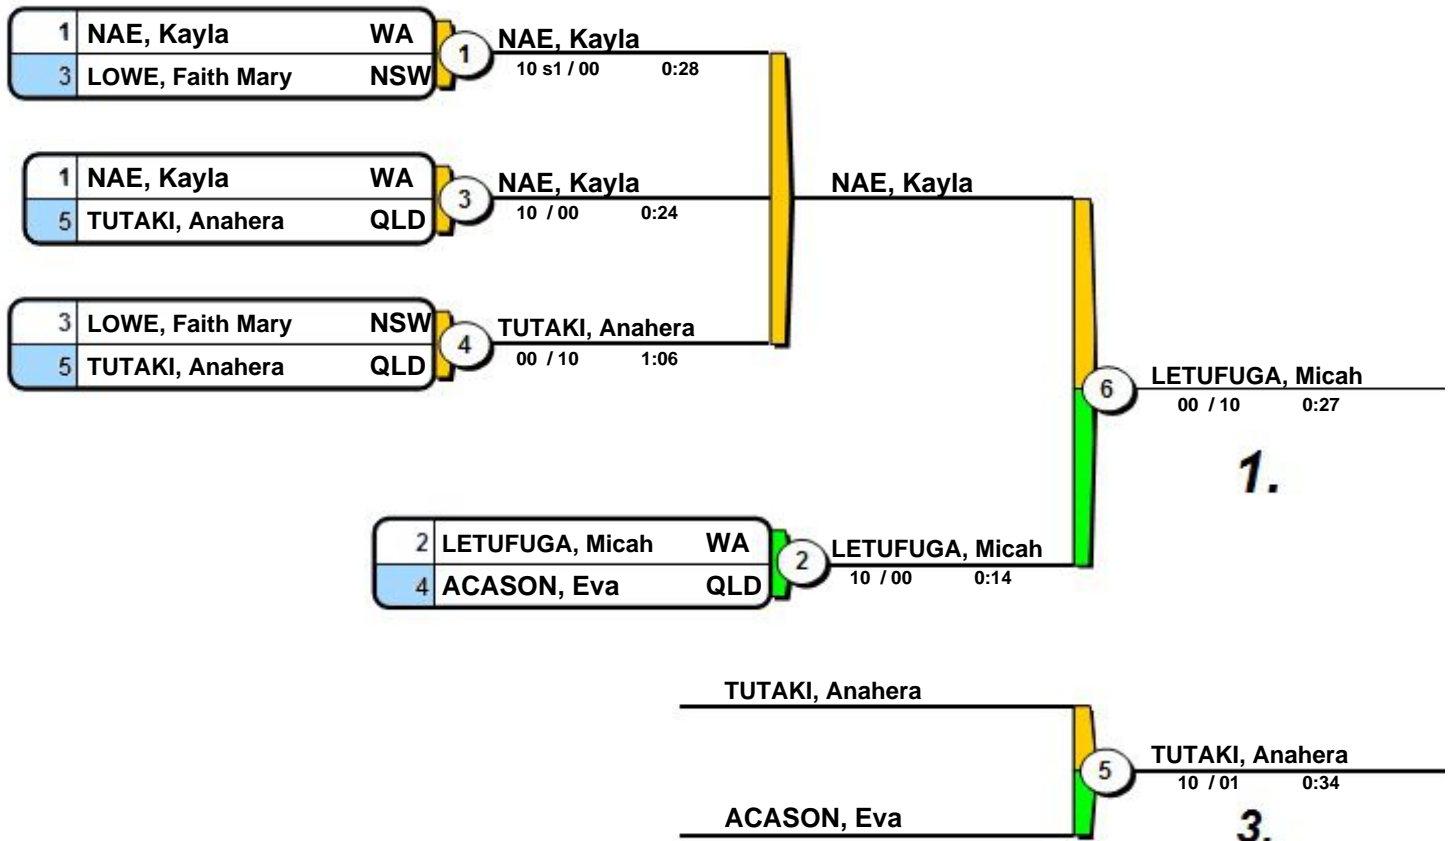 1 NAE, Kayla WA
3 LOWE, Faith Mary NSW
1
NAE, Kayla
10 s1 / 00 0:28
1 NAE, Kayla WA
5 TUTAKI, Anahera QLD
3
NAE, Kayla
10 / 00 0:24
NAE, Kayla
3 LOWE, Faith Mary NSW
5 TUTAKI, Anahera QLD
4
TUTAKI, Anahera
00 / 10 1:06
6
LETUFUGA, Micah
00 / 10 0:27
1.
2 LETUFUGA, Micah WA
4 ACASON, Eva QLD
2
LETUFUGA, Micah
10 / 00 0:14
TUTAKI, Anahera
5
TUTAKI, Anahera
10 / 01 0:34
ACASON, Eva
3.